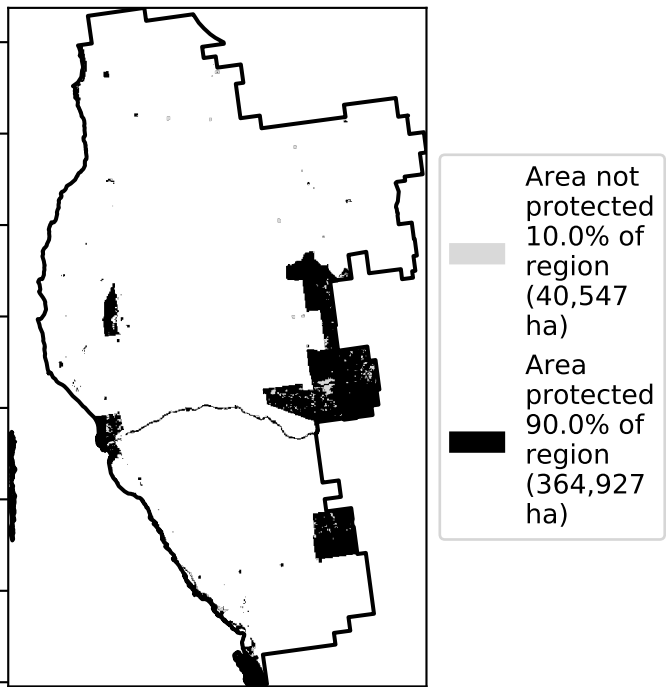 Area not
protected
10.0% of
region
(40,547
ha)
Area
protected
90.0% of
region
(364,927
ha)